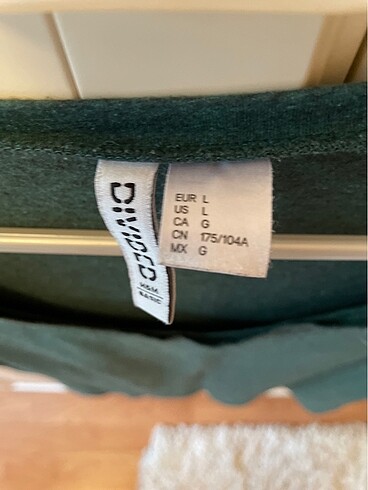 DIVIDED
H&M
BASIC
EUR L
US L
CA G
CN 175/104A
MX G